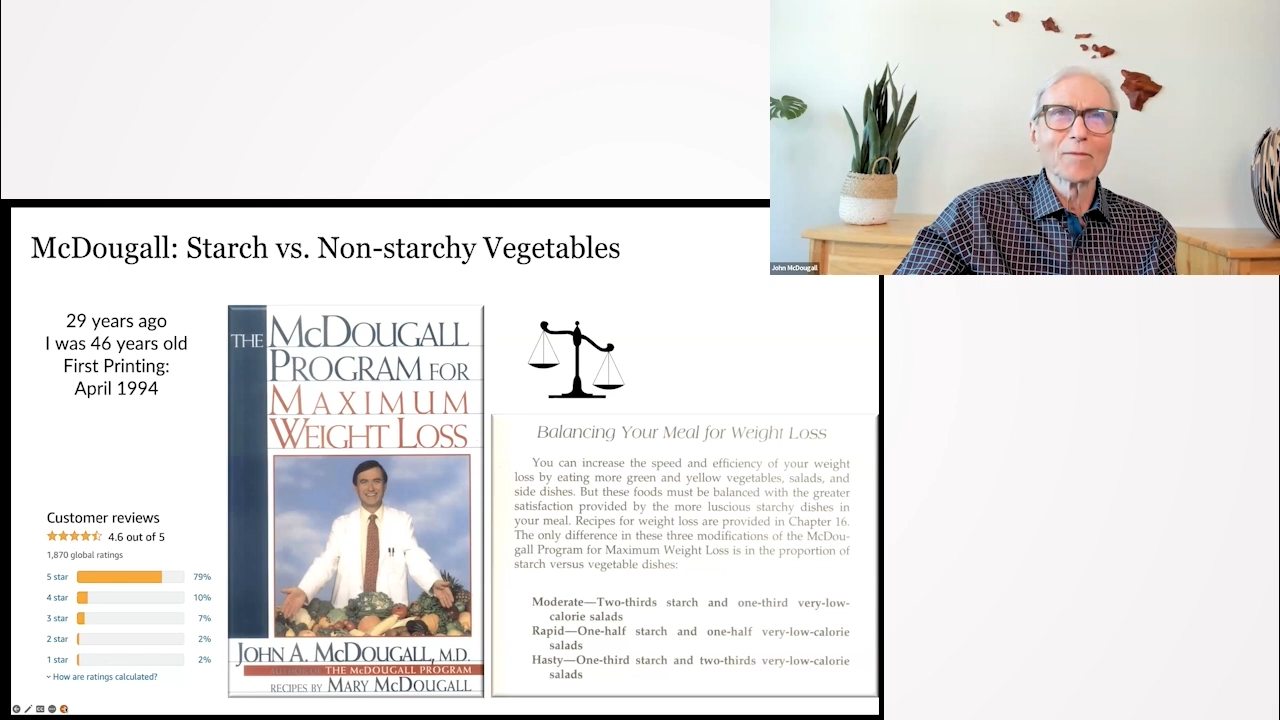 John McDougall
McDougall: Starch vs. Non-starchy Vegetables
29 years ago
I was 46 years old
First Printing:
April 1994
Customer reviews
4.6 out of 5
1,870 global ratings
5 star 79%
4 star 10%
3 star 7%
2 star 2%
1 star 2%
How are ratings calculated?
THE McDOUGALL
PROGRAM FOR
MAXIMUM
WEIGHT LOSS
JOHN A. McDOUGALL, M.D.
THE McDOUGALL PROGRAM
RECIPES BY MARY McDOUGALL
Balancing Your Meal for Weight Loss
You can increase the speed and efficiency of your weight
loss by eating more green and yellow vegetables, salads, and
side dishes. But these foods must be balanced with the greater
satisfaction provided by the more luscious starchy dishes in
your meal. Recipes for weight loss are provided in Chapter 16.
The only difference in these three modifications of the McDou-
gall Program for Maximum Weight Loss is in the proportion of
starch versus vegetable dishes:
Moderate—Two-thirds starch and one-third very-low-
calorie salads
Rapid—One-half starch and one-half very-low-calorie
salads
Hasty—One-third starch and two-thirds very-low-calorie
salads